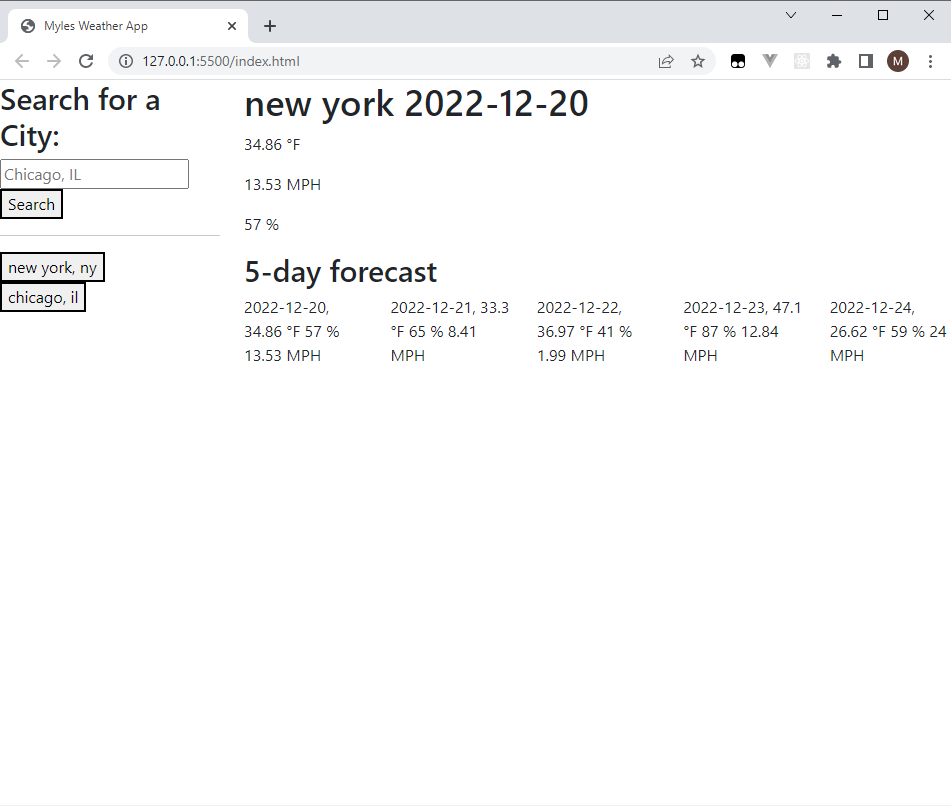 Myles Weather App
127.0.0.1:5500/index.html
M
Search for a
City:
Chicago, IL
Search
new york, ny
chicago, il
new york 2022-12-20
34.86 °F
13.53 MPH
57 %
5-day forecast
2022-12-20,
34.86 °F 57 %
13.53 MPH
2022-12-21, 33.3
°F 65 % 8.41
MPH
2022-12-22,
36.97 °F 41 %
1.99 MPH
2022-12-23, 47.1
°F 87 % 12.84
MPH
2022-12-24,
26.62 °F 59 % 24
MPH